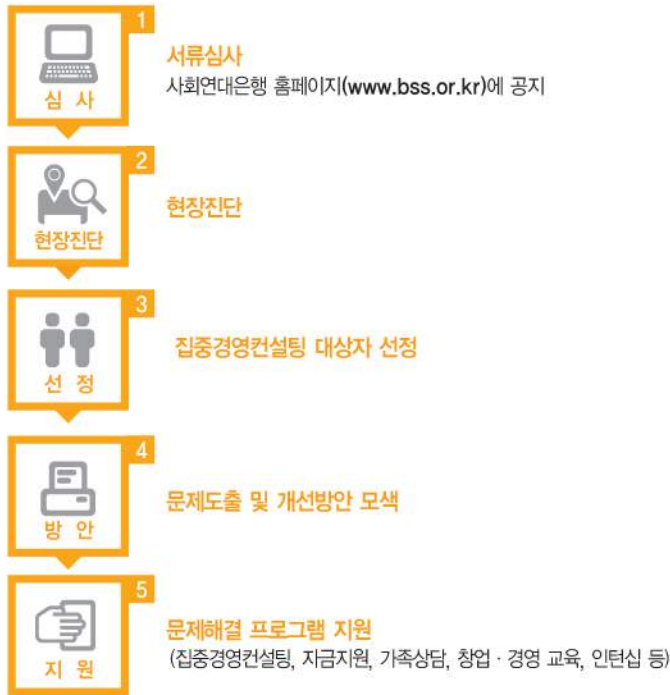 1
심 사
서류심사
사회연대은행 홈페이지(www.bss.or.kr)에 공지
2
현장진단
현장진단
3
선 정
집중경영컨설팅 대상자 선정
4
방 안
문제도출 및 개선방안 모색
5
지 원
문제해결 프로그램 지원
(집중경영컨설팅, 자금지원, 가족상담, 창업 · 경영 교육, 인턴십 등)